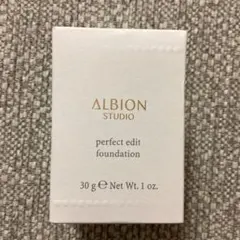 ALBION
STUDIO
perfect edit
foundation
30 g ℮ Net Wt. 1 oz.